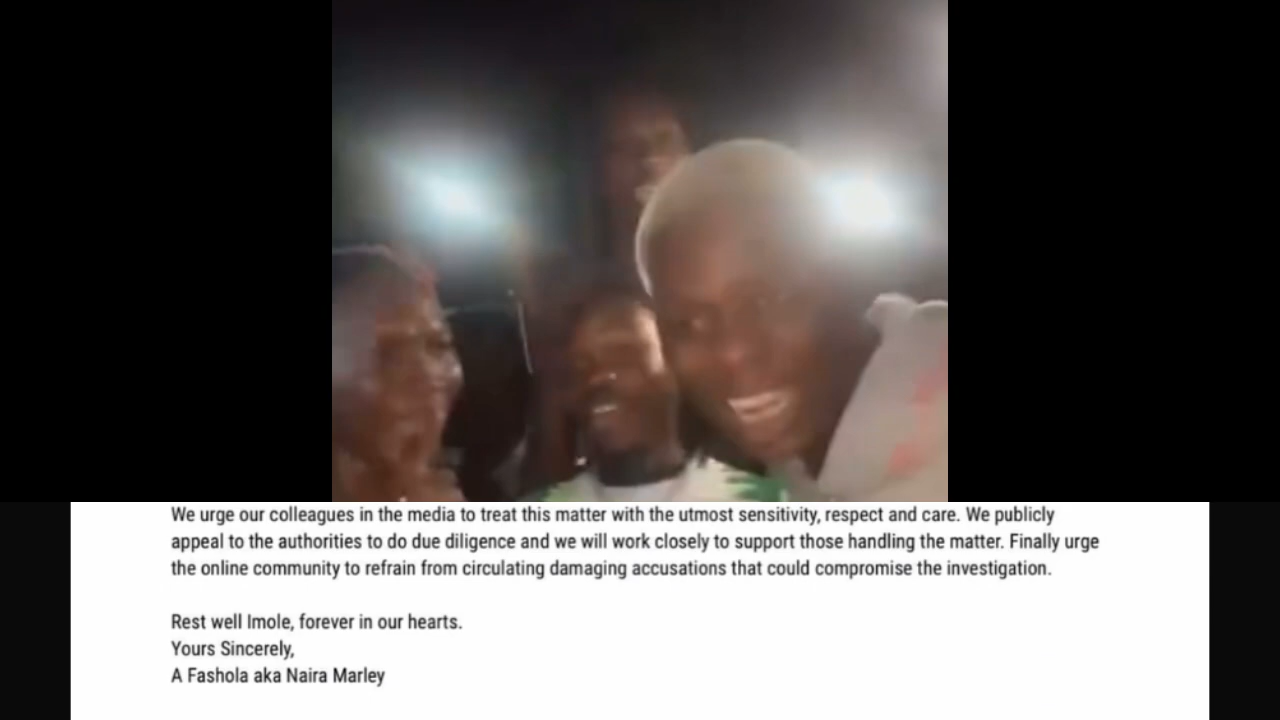 We urge our colleagues in the media to treat this matter with the utmost sensitivity, respect and care. We publicly
appeal to the authorities to do due diligence and we will work closely to support those handling the matter. Finally urge
the online community to refrain from circulating damaging accusations that could compromise the investigation.
Rest well Imole, forever in our hearts.
Yours Sincerely,
A Fashola aka Naira Marley